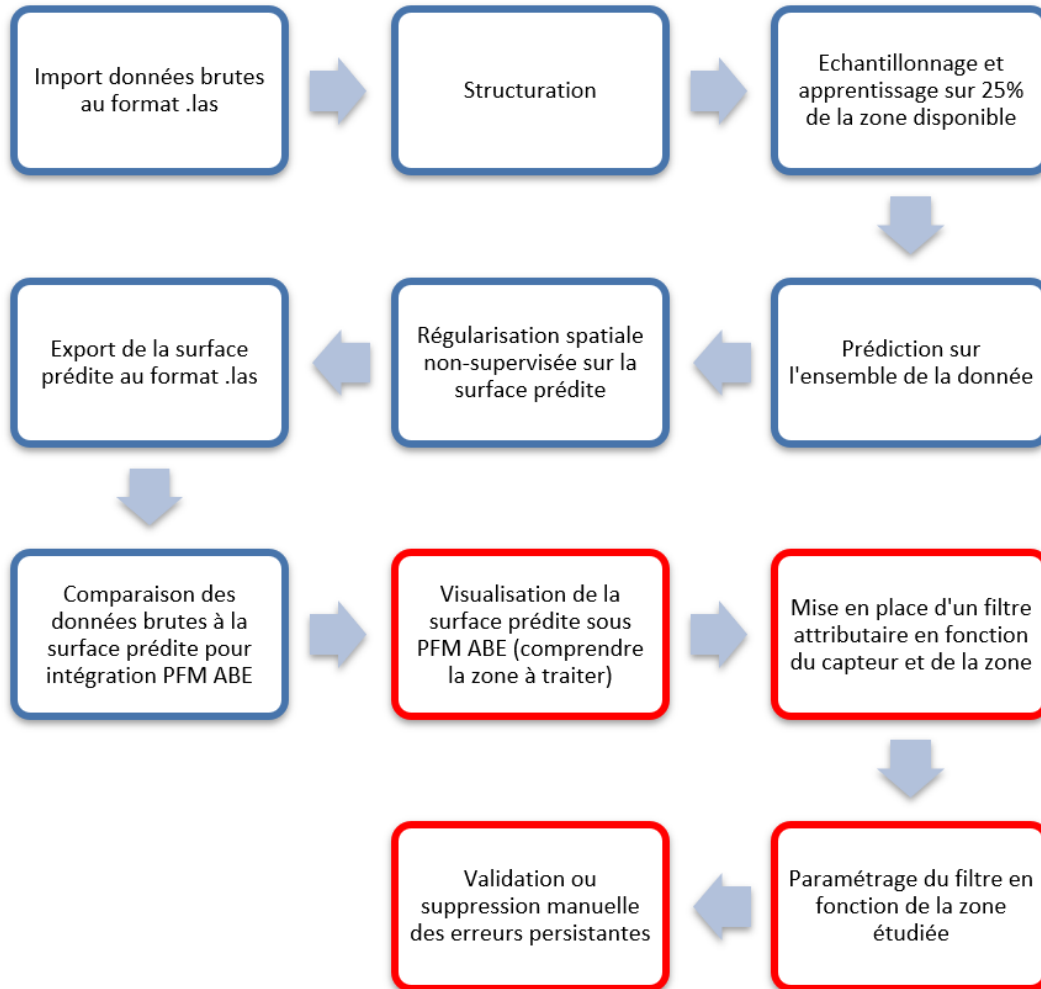 Import données brutes
au format .las
Structuration
Echantillonnage et
apprentissage sur 25%
de la zone disponible
Prédiction sur
l'ensemble de la donnée
Régularisation spatiale
non-supervisée sur la
surface prédite
Export de la surface
prédite au format .las
Comparaison des
données brutes à la
surface prédite pour
intégration PFM ABE
Visualisation de la
surface prédite sous
PFM ABE (comprendre
la zone à traiter)
Mise en place d'un filtre
attributaire en fonction
du capteur et de la zone
Paramétrage du filtre en
fonction de la zone
étudiée
Validation ou
suppression manuelle
des erreurs persistantes